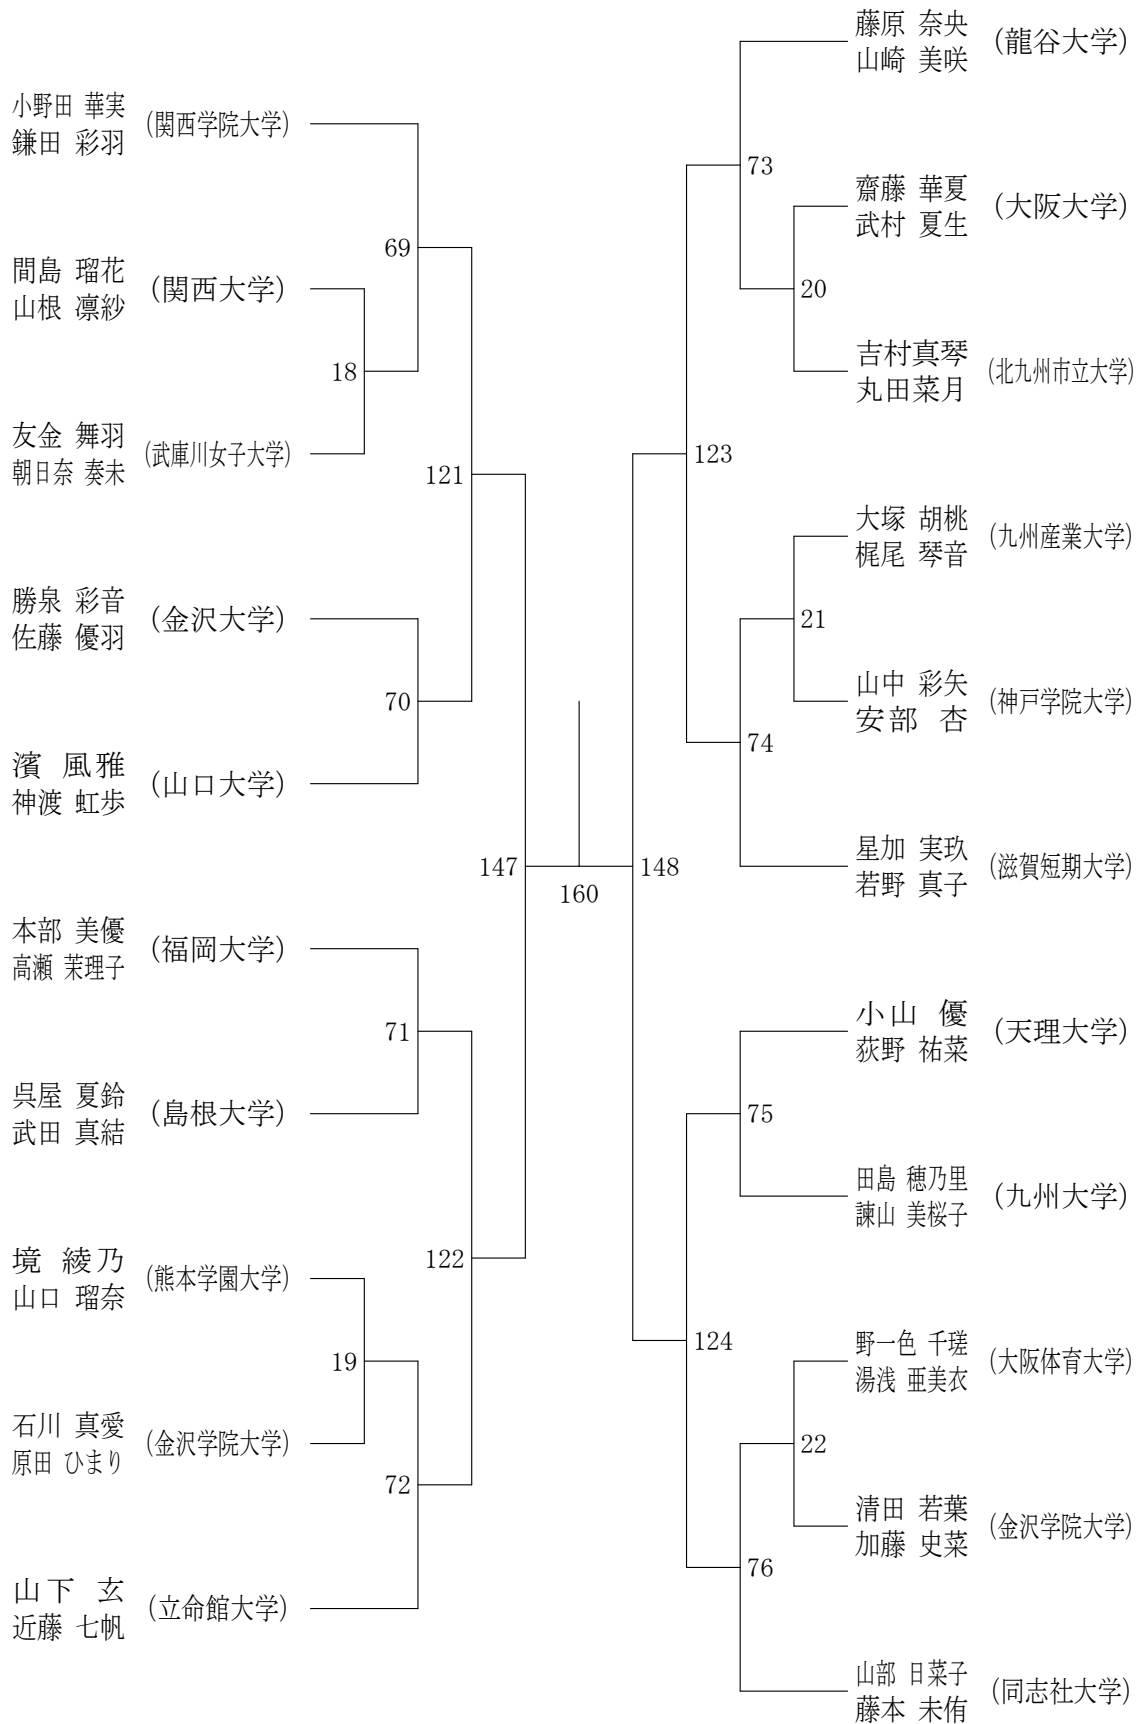 小野田 華実
鎌田 彩羽
(関西学院大学)
間島 瑠花
山根 凛紗
(関西大学)
友金 舞羽
朝日奈 奏未
(武庫川女子大学)
勝泉 彩音
佐藤 優羽
(金沢大学)
濱 風雅
神渡 虹歩
(山口大学)
本部 美優
高瀬 茉理子
(福岡大学)
呉屋 夏鈴
武田 真結
(島根大学)
境 綾乃
山口 瑠奈
(熊本学園大学)
石川 真愛
原田 ひまり
(金沢学院大学)
山下 玄
近藤 七帆
(立命館大学)
69
18
121
70
71
122
19
72
147
160
148
73
20
123
21
74
75
124
22
76
藤原 奈央
山崎 美咲
(龍谷大学)
齋藤 華夏
武村 夏生
(大阪大学)
吉村真琴
丸田菜月
(北九州市立大学)
大塚 胡桃
梶尾 琴音
(九州産業大学)
山中 彩矢
安部 杏
(神戸学院大学)
星加 実玖
若野 真子
(滋賀短期大学)
小山 優
荻野 祐菜
(天理大学)
田島 穂乃里
諫山 美桜子
(九州大学)
野一色 千瑳
湯浅 亜美衣
(大阪体育大学)
清田 若葉
加藤 史菜
(金沢学院大学)
山部 日菜子
藤本 未侑
(同志社大学)